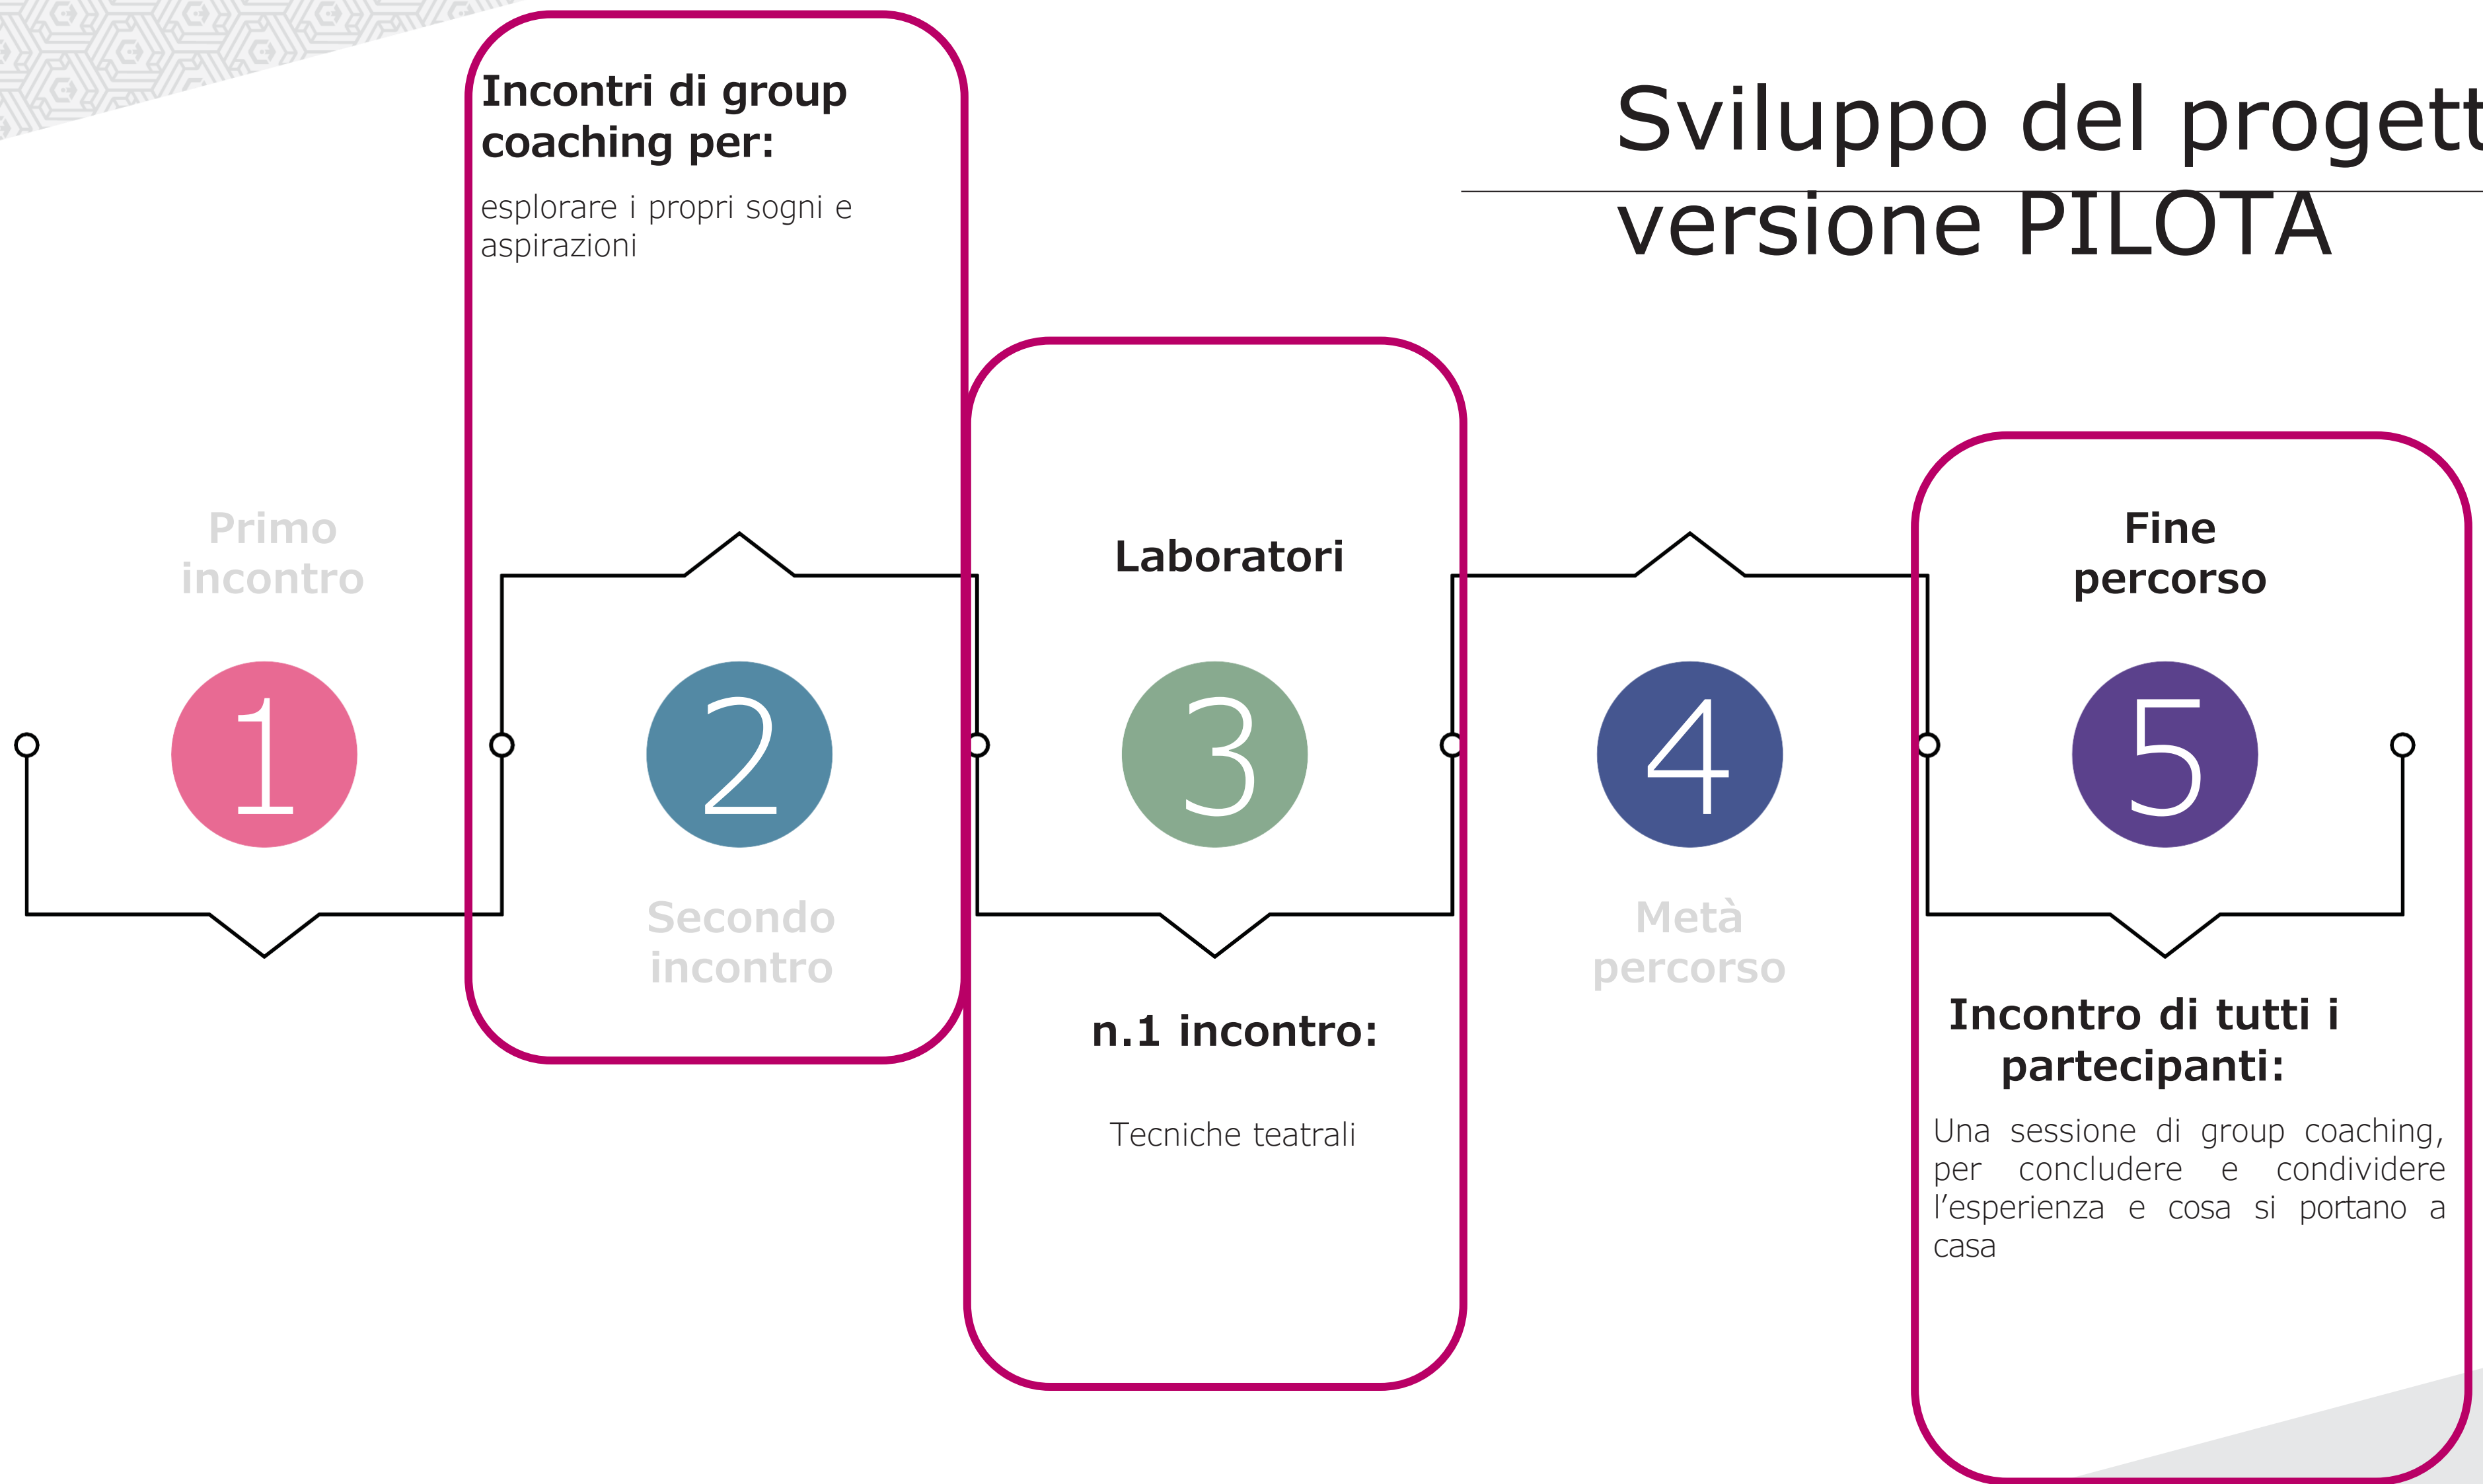 Sviluppo del progett
versione PILOTA
Incontri di group
coaching per:
esplorare i propri sogni e
aspirazioni
Primo
incontro
1
2
Secondo
incontro
Laboratori
3
n.1 incontro:
Tecniche teatrali
4
Metà
percorso
Fine
percorso
5
Incontro di tutti i
partecipanti:
Una sessione di group coaching,
per concludere e condividere
l’esperienza e cosa si portano a
casa